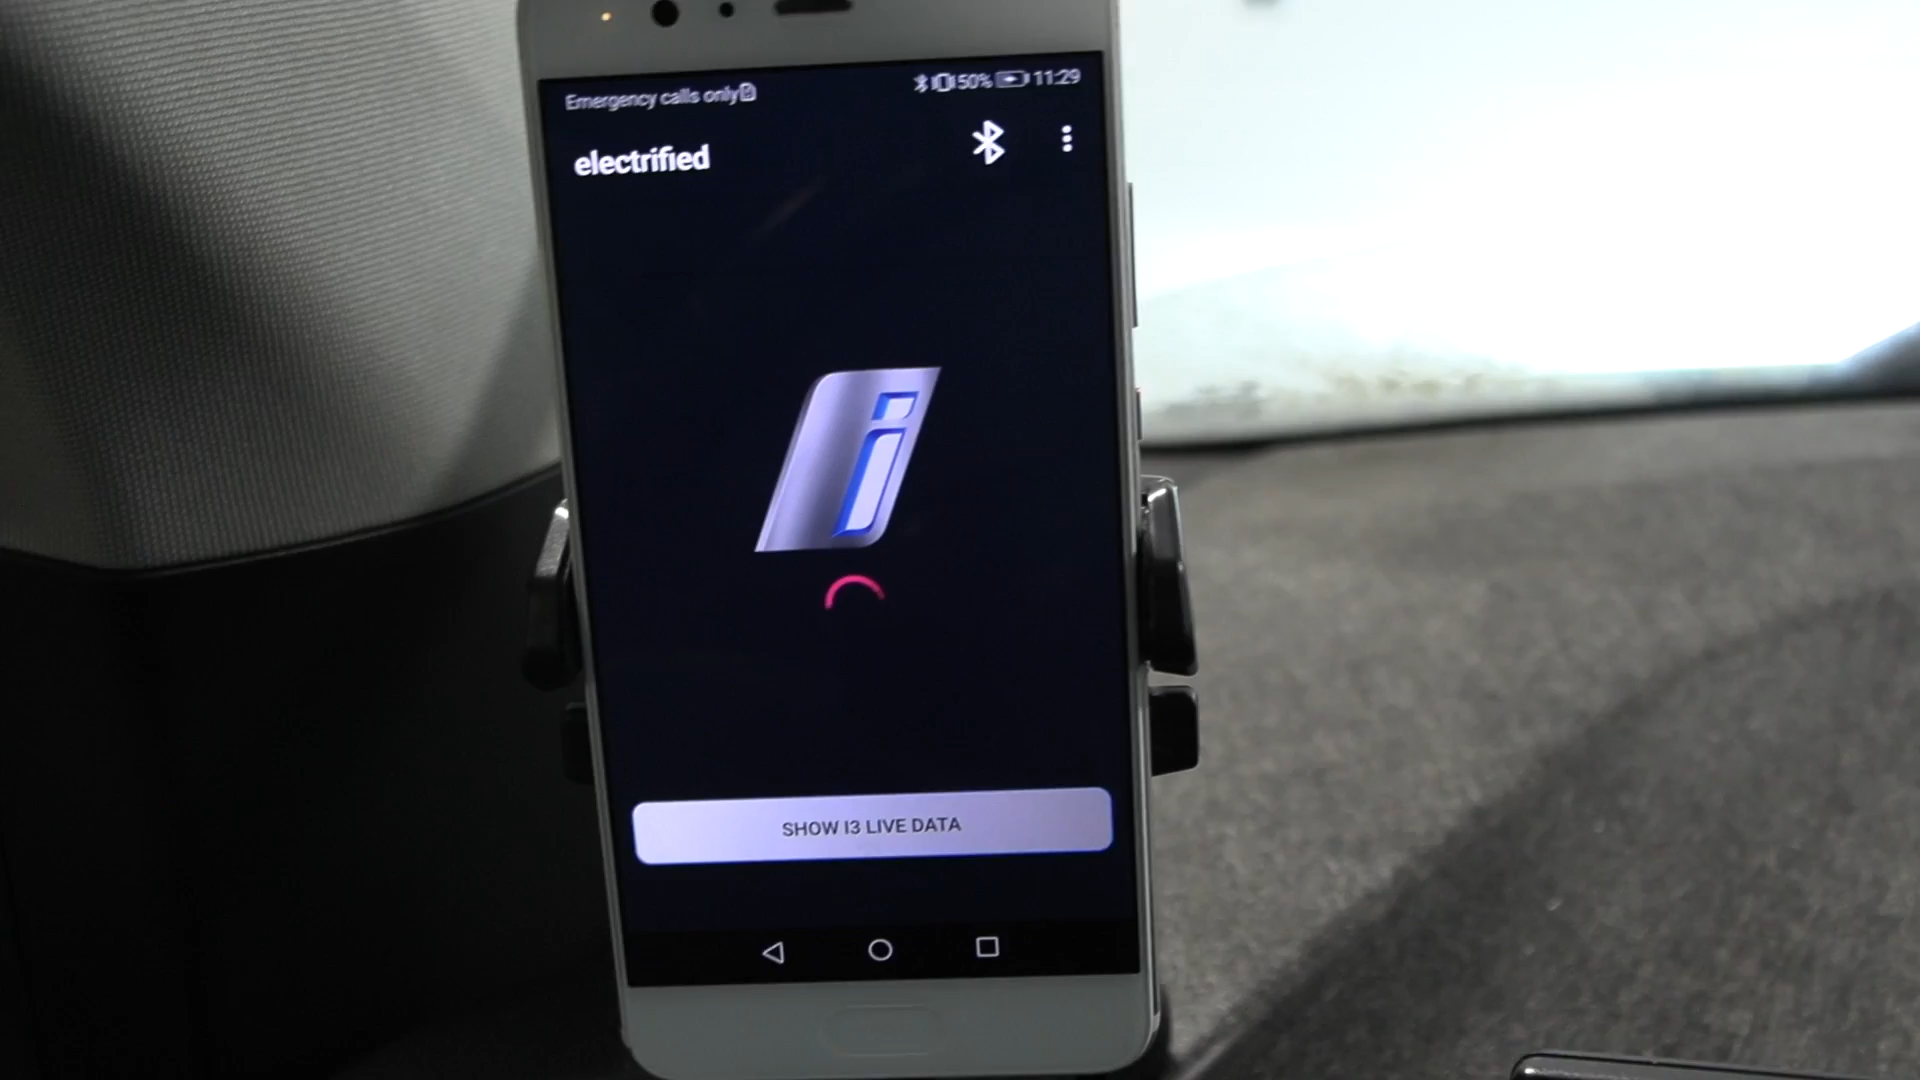 Emergency calls only
50% 11:29
electrified
i
SHOW I3 LIVE DATA